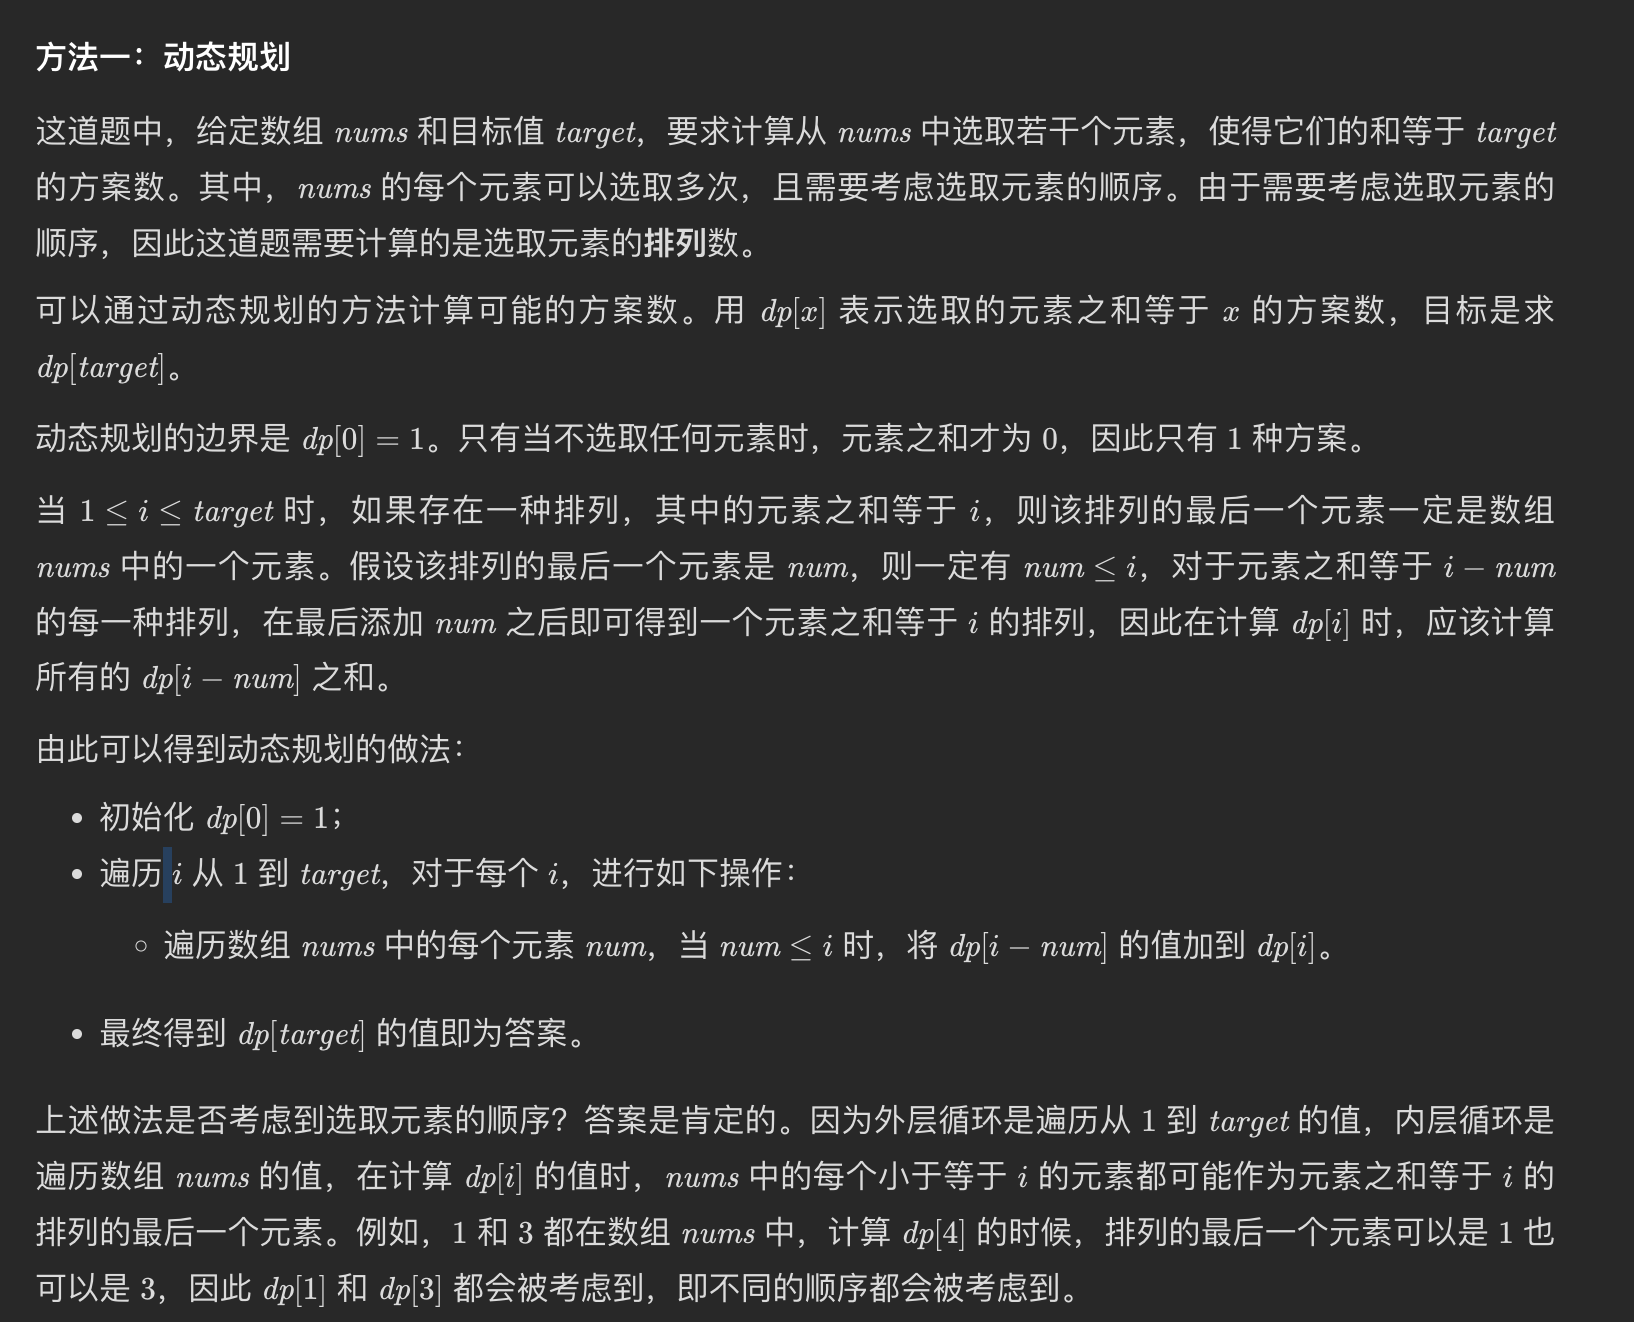 方法一：动态规划
这道题中，给定数组 nums 和目标值 target，要求计算从 nums 中选取若干个元素，使得它们的和等于 target
的方案数。其中，nums 的每个元素可以选取多次，且需要考虑选取元素的顺序。由于需要考虑选取元素的
顺序，因此这道题需要计算的是选取元素的排列数。
可以通过动态规划的方法计算可能的方案数。用 dp[x] 表示选取的元素之和等于 x 的方案数，目标是求
dp[target]。
动态规划的边界是 dp[0] = 1。只有当不选取任何元素时，元素之和才为 0，因此只有 1 种方案。
当 1 ≤ i ≤ target 时，如果存在一种排列，其中的元素之和等于 i，则该排列的最后一个元素一定是数组
nums 中的一个元素。假设该排列的最后一个元素是 num，则一定有 num ≤ i，对于元素之和等于 i − num
的每一种排列，在最后添加 num 之后即可得到一个元素之和等于 i 的排列，因此在计算 dp[i] 时，应该计算
所有的 dp[i − num] 之和。
由此可以得到动态规划的做法：
• 初始化 dp[0] = 1；
• 遍历 i 从 1 到 target，对于每个 i，进行如下操作：
○ 遍历数组 nums 中的每个元素 num，当 num ≤ i 时，将 dp[i − num] 的值加到 dp[i]。
• 最终得到 dp[target] 的值即为答案。
上述做法是否考虑到选取元素的顺序？答案是肯定的。因为外层循环是遍历从 1 到 target 的值，内层循环是
遍历数组 nums 的值，在计算 dp[i] 的值时，nums 中的每个小于等于 i 的元素都可能作为元素之和等于 i 的
排列的最后一个元素。例如，1 和 3 都在数组 nums 中，计算 dp[4] 的时候，排列的最后一个元素可以是 1 也
可以是 3，因此 dp[1] 和 dp[3] 都会被考虑到，即不同的顺序都会被考虑到。